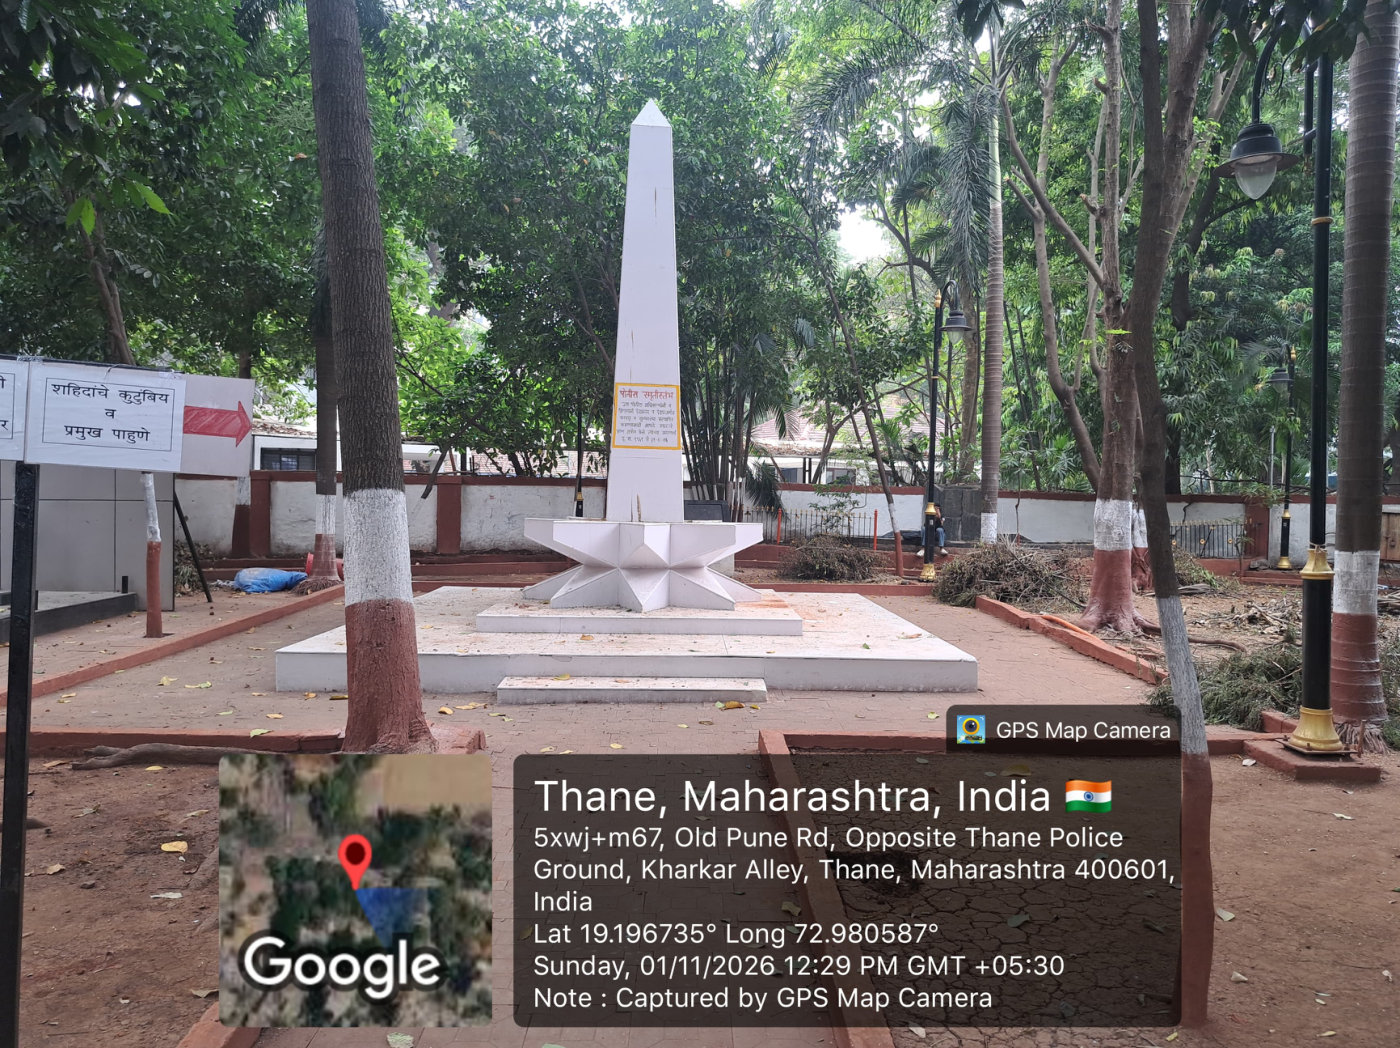 शहिदांचे कुटुंबिय
व
प्रमुख पाहुणे
पोलीस स्मृतीस्तंभ
GPS Map Camera
Thane, Maharashtra, India
5xwj+m67, Old Pune Rd, Opposite Thane Police
Ground, Kharkar Alley, Thane, Maharashtra 400601,
India
Lat 19.196735° Long 72.980587°
Sunday, 01/11/2026 12:29 PM GMT +05:30
Note : Captured by GPS Map Camera
Google